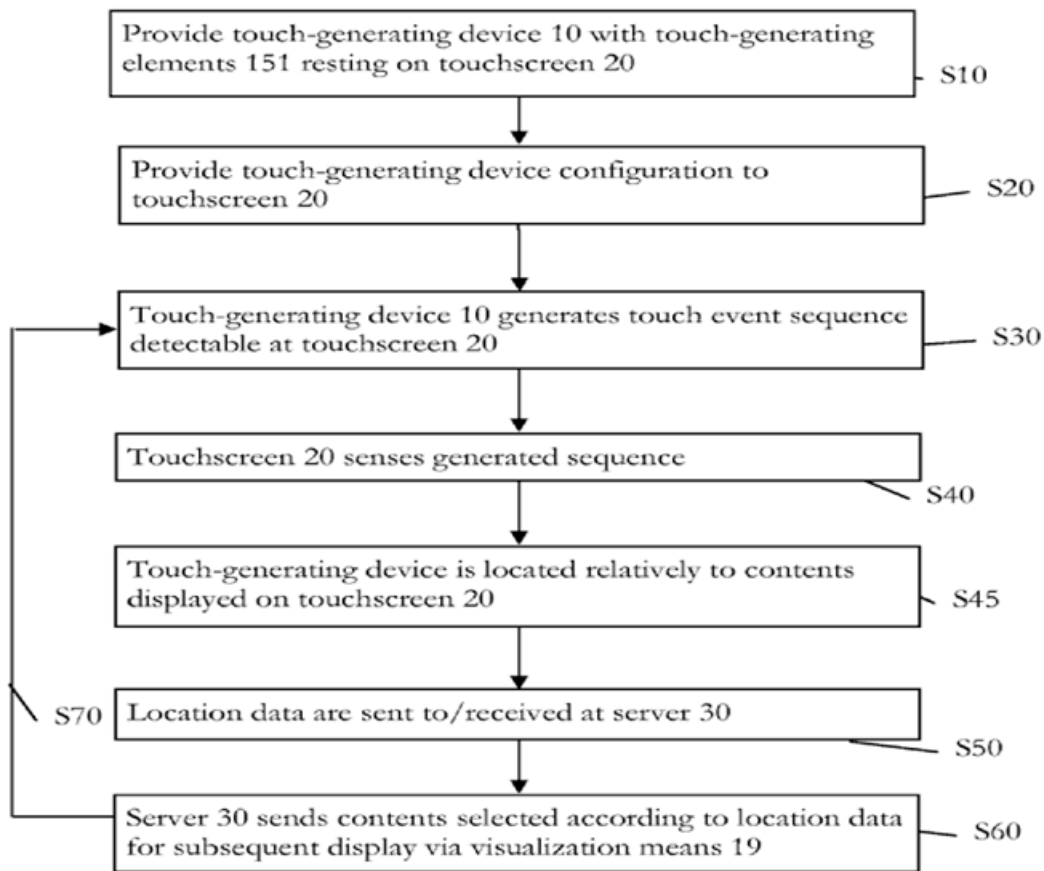 Provide touch-generating device 10 with touch-generating
elements 151 resting on touchscreen 20
S10
Provide touch-generating device configuration to
touchscreen 20
S20
Touch-generating device 10 generates touch event sequence
detectable at touchscreen 20
S30
Touchscreen 20 senses generated sequence
S40
Touch-generating device is located relatively to contents
displayed on touchscreen 20
S45
Location data are sent to/received at server 30
S50
S70
Server 30 sends contents selected according to location data
for subsequent display via visualization means 19
S60